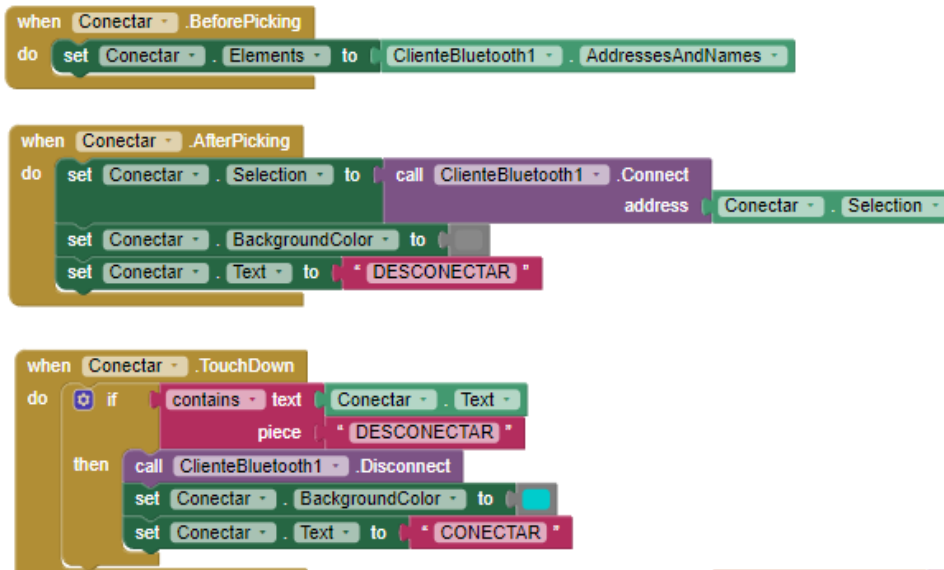 when Conectar .BeforePicking
do set Conectar . Elements to ClienteBluetooth1 . AddressesAndNames
when Conectar .AfterPicking
do set Conectar . Selection to call ClienteBluetooth1 .Connect
address Conectar . Selection
set Conectar . BackgroundColor to
set Conectar . Text to " DESCONECTAR "
when Conectar .TouchDown
do if contains text Conectar . Text
piece " DESCONECTAR "
then call ClienteBluetooth1 .Disconnect
set Conectar . BackgroundColor to
set Conectar . Text to " CONECTAR "